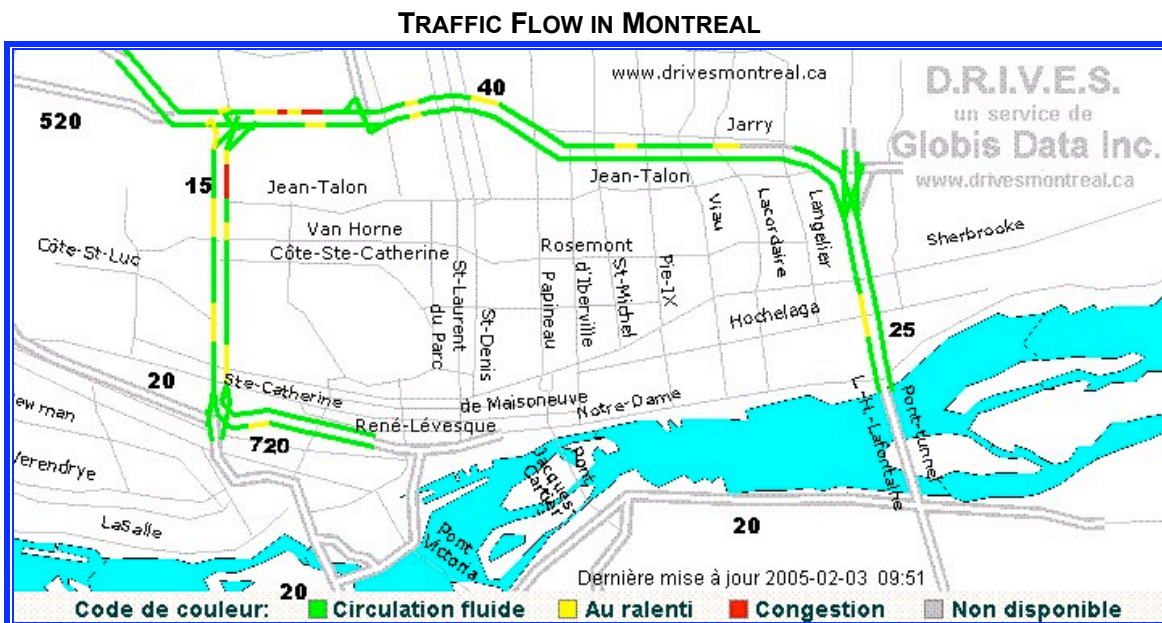 TRAFFIC FLOW IN MONTREAL
40
www.drivesmontreal.ca
D.R.I.V.E.S.
un service de
Globis Data Inc.
www.drivesmontreal.ca
520
Jarry
15
Jean-Talon
Jean-Talon
Viau
Lacordaire
Langelier
Van Horne
Côte-St-Luc
Côte-Ste-Catherine
Rosemont
Sherbrooke
du Parc
St-Laurent
St-Denis
Papineau
d'Iberville
St-Michel
Pie-IX
Hochelaga
25
20
Ste-Catherine
de Maisoneuve
Notre-Dame
ew man
720
René-Lévesque
L.-H.-Lafontaine
Pont-tunnel
Verendrye
Pont
Jacques
Cartier
LaSalle
Pont
Victoria
20
Dernière mise à jour 2005-02-03 09:51
20
Code de couleur: Circulation fluide Au ralenti Congestion Non disponible